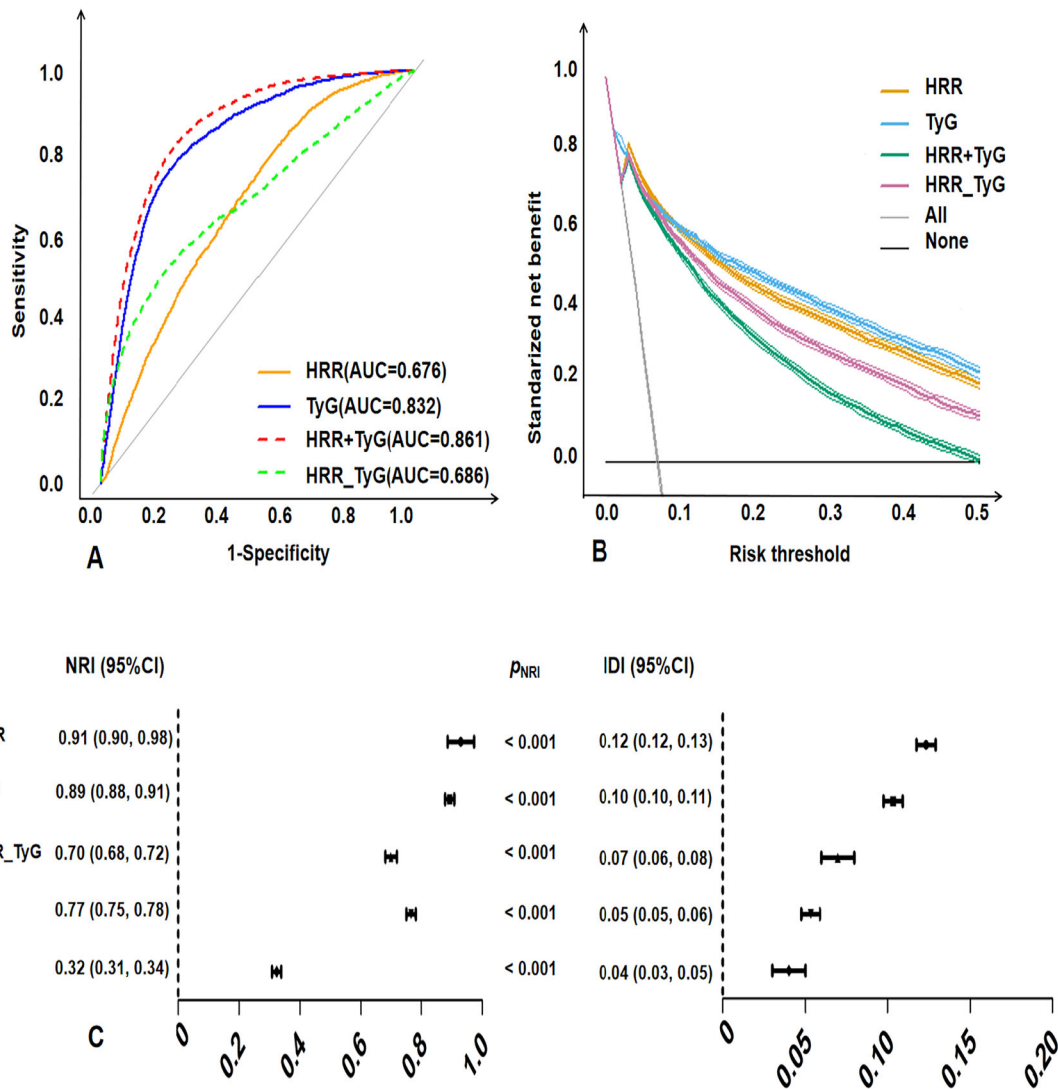 Sensitivity
1.0
0.8
0.6
0.4
0.2
0.0
HRR(AUC=0.676)
TyG(AUC=0.832)
HRR+TyG(AUC=0.861)
HRR_TyG(AUC=0.686)
0.0 0.2 0.4 0.6 0.8 1.0
1-Specificity
A
Standarized net benefit
1.0
0.8
0.6
0.4
0.2
0.0
HRR
TyG
HRR+TyG
HRR_TyG
All
None
0.0 0.1 0.2 0.3 0.4 0.5
Risk threshold
B
NRI (95%CI) pNRI IDI (95%CI)
R 0.91 (0.90, 0.98) < 0.001 0.12 (0.12, 0.13)
0.89 (0.88, 0.91) < 0.001 0.10 (0.10, 0.11)
R_TyG 0.70 (0.68, 0.72) < 0.001 0.07 (0.06, 0.08)
0.77 (0.75, 0.78) < 0.001 0.05 (0.05, 0.06)
0.32 (0.31, 0.34) < 0.001 0.04 (0.03, 0.05)
C
0 0.2 0.4 0.6 0.8 1.0
0 0.05 0.10 0.15 0.20